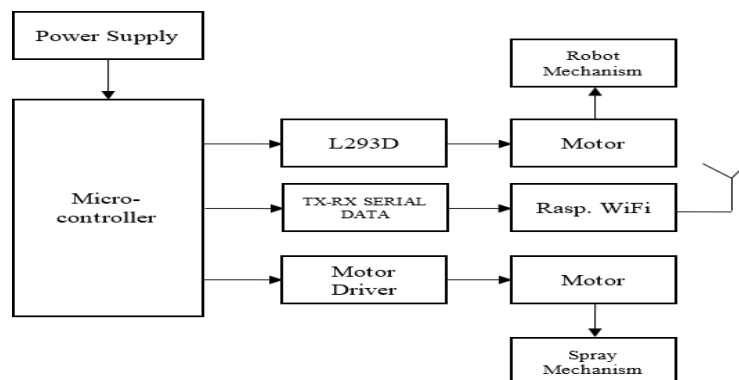 Power Supply
Robot
Mechanism
L293D
Motor
Micro-
controller
TX-RX SERIAL
DATA
Rasp. WiFi
Motor
Driver
Motor
Spray
Mechanism